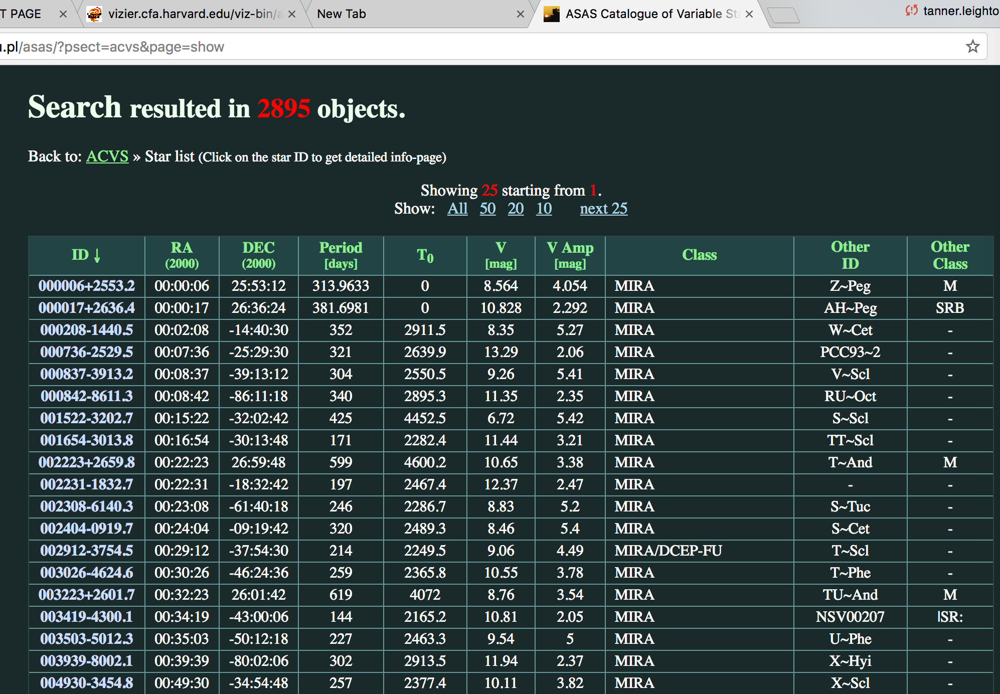 T PAGE vizier.cfa.harvard.edu/viz-bin/a New Tab ASAS Catalogue of Variable Sta tanner.leighto
u.pl/asas/?psect=acvs&page=show
Search resulted in 2895 objects.
Back to: ACVS » Star list (Click on the star ID to get detailed info-page)
Showing 25 starting from 1.
Show: All 50 20 10 next 25
ID ↓ RA (2000) DEC (2000) Period [days] T0 V [mag] V Amp [mag] Class Other ID Other Class
000006+2553.2 00:00:06 25:53:12 313.9633 0 8.564 4.054 MIRA Z~Peg M
000017+2636.4 00:00:17 26:36:24 381.6981 0 10.828 2.292 MIRA AH~Peg SRB
000208-1440.5 00:02:08 -14:40:30 352 2911.5 8.35 5.27 MIRA W~Cet -
000736-2529.5 00:07:36 -25:29:30 321 2639.9 13.29 2.06 MIRA PCC93~2 -
000837-3913.2 00:08:37 -39:13:12 304 2550.5 9.26 5.41 MIRA V~Scl -
000842-8611.3 00:08:42 -86:11:18 340 2895.3 11.35 2.35 MIRA RU~Oct -
001522-3202.7 00:15:22 -32:02:42 425 4452.5 6.72 5.42 MIRA S~Scl -
001654-3013.8 00:16:54 -30:13:48 171 2282.4 11.44 3.21 MIRA TT~Scl -
002223+2659.8 00:22:23 26:59:48 599 4600.2 10.65 3.38 MIRA T~And M
002231-1832.7 00:22:31 -18:32:42 197 2467.4 12.37 2.47 MIRA - -
002308-6140.3 00:23:08 -61:40:18 246 2286.7 8.83 5.2 MIRA S~Tuc -
002404-0919.7 00:24:04 -09:19:42 320 2489.3 8.46 5.4 MIRA S~Cet -
002912-3754.5 00:29:12 -37:54:30 214 2249.5 9.06 4.49 MIRA/DCEP-FU T~Scl -
003026-4624.6 00:30:26 -46:24:36 259 2365.8 10.55 3.78 MIRA T~Phe -
003223+2601.7 00:32:23 26:01:42 619 4072 8.76 3.54 MIRA TU~And M
003419-4300.1 00:34:19 -43:00:06 144 2165.2 10.81 2.05 MIRA NSV00207 |SR:
003503-5012.3 00:35:03 -50:12:18 227 2463.3 9.54 5 MIRA U~Phe -
003939-8002.1 00:39:39 -80:02:06 302 2913.5 11.94 2.37 MIRA X~Hyi -
004930-3454.8 00:49:30 -34:54:48 257 2377.4 10.11 3.82 MIRA X~Scl -